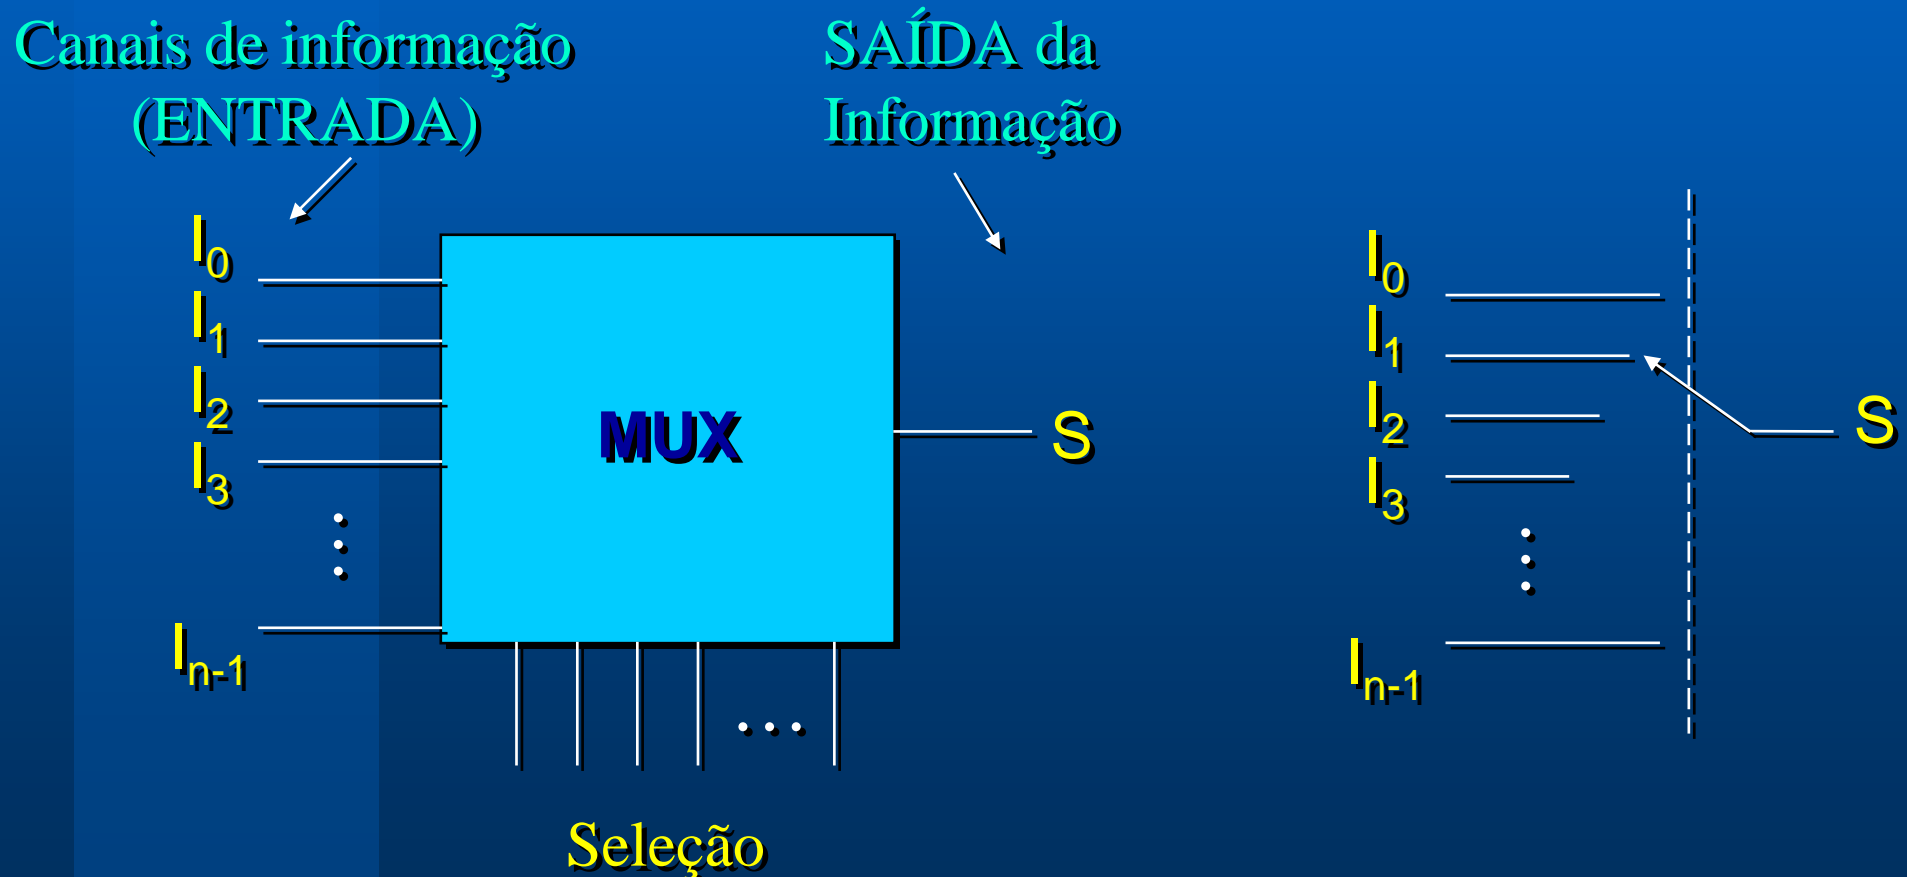 Canais de informação
(ENTRADA)
SAÍDA da
Informação
I0
I1
I2
I3
In-1
MUX
S
Seleção
I0
I1
I2
I3
In-1
S